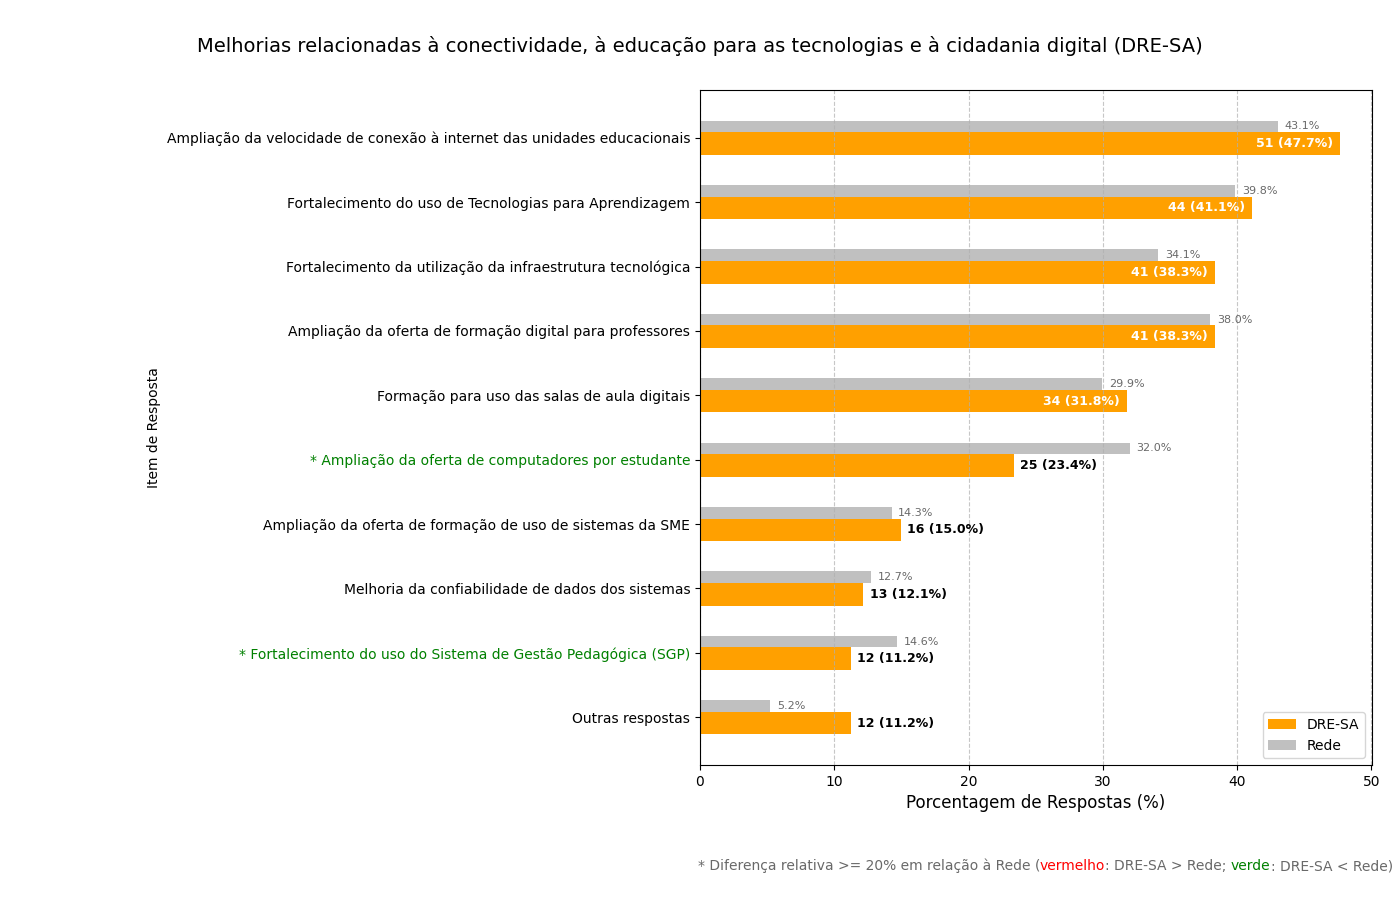 Melhorias relacionadas à conectividade, à educação para as tecnologias e à cidadania digital (DRE-SA)
Item de Resposta
Ampliação da velocidade de conexão à internet das unidades educacionais
43.1%
51 (47.7%)
Fortalecimento do uso de Tecnologias para Aprendizagem
39.8%
44 (41.1%)
Fortalecimento da utilização da infraestrutura tecnológica
34.1%
41 (38.3%)
Ampliação da oferta de formação digital para professores
38.0%
41 (38.3%)
Formação para uso das salas de aula digitais
29.9%
34 (31.8%)
* Ampliação da oferta de computadores por estudante
32.0%
25 (23.4%)
Ampliação da oferta de formação de uso de sistemas da SME
14.3%
16 (15.0%)
Melhoria da confiabilidade de dados dos sistemas
12.7%
13 (12.1%)
* Fortalecimento do uso do Sistema de Gestão Pedagógica (SGP)
14.6%
12 (11.2%)
Outras respostas
5.2%
12 (11.2%)
DRE-SA
Rede
0 10 20 30 40 50
Porcentagem de Respostas (%)
* Diferença relativa >= 20% em relação à Rede (vermelho: DRE-SA > Rede; verde: DRE-SA < Rede)